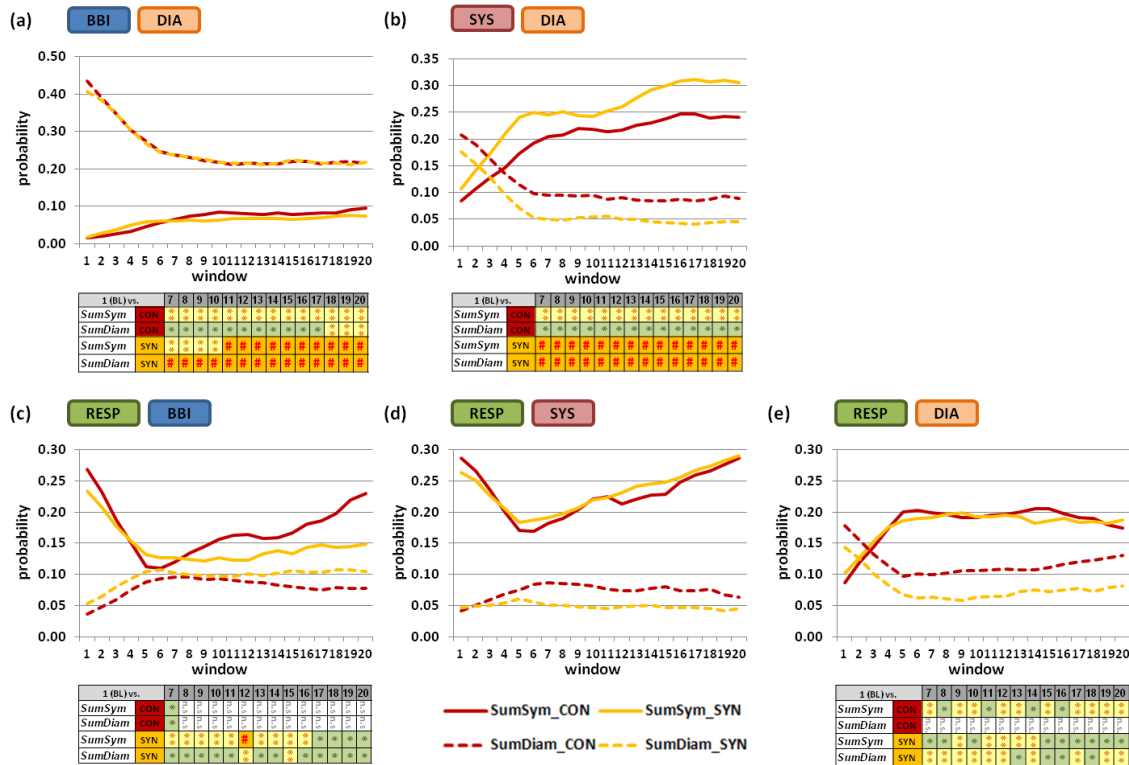 (a) BBI DIA
(b) SYS DIA
probability
0.50
0.40
0.30
0.20
0.10
0.00
1 2 3 4 5 6 7 8 9 10 11 12 13 14 15 16 17 18 19 20
window
probability
0.35
0.30
0.25
0.20
0.15
0.10
0.05
0.00
1 2 3 4 5 6 7 8 9 10 11 12 13 14 15 16 17 18 19 20
window
1 (BL) vs. 7 8 9 10 11 12 13 14 15 16 17 18 19 20
SumSym CON ** ** ** ** ** ** ** ** ** ** ** ** ** **
SumDiam CON * * * * * * * * * * * ** ** **
SumSym SYN ** ** ** ** # # # # # # # # # #
SumDiam SYN # # # # # # # # # # # # # #
1 (BL) vs. 7 8 9 10 11 12 13 14 15 16 17 18 19 20
SumSym CON ** ** ** ** ** ** ** ** ** ** ** ** ** **
SumDiam CON * * * * * * * * * * * * * *
SumSym SYN # # # # # # # # # # # # # #
SumDiam SYN # # # # # # # # # # # # # #
(c) RESP BBI
(d) RESP SYS
(e) RESP DIA
probability
0.30
0.25
0.20
0.15
0.10
0.05
0.00
1 2 3 4 5 6 7 8 9 10 11 12 13 14 15 16 17 18 19 20
window
probability
0.30
0.25
0.20
0.15
0.10
0.05
0.00
1 2 3 4 5 6 7 8 9 10 11 12 13 14 15 16 17 18 19 20
window
probability
0.30
0.25
0.20
0.15
0.10
0.05
0.00
1 2 3 4 5 6 7 8 9 10 11 12 13 14 15 16 17 18 19 20
window
1 (BL) vs. 7 8 9 10 11 12 13 14 15 16 17 18 19 20
SumSym CON * n.s n.s n.s n.s n.s n.s n.s n.s n.s n.s n.s n.s n.s
SumDiam CON * n.s n.s n.s n.s n.s n.s n.s n.s n.s n.s n.s n.s n.s
SumSym SYN ** ** ** ** ** # ** ** ** ** * * * *
SumDiam SYN * * * * * ** * * ** * * * * *
SumSym_CON SumSym_SYN
SumDiam_CON SumDiam_SYN
1 (BL) vs. 7 8 9 10 11 12 13 14 15 16 17 18 19 20
SumSym CON ** * ** ** * ** ** * ** * ** ** ** **
SumDiam CON n.s n.s n.s n.s n.s n.s n.s n.s n.s n.s n.s n.s n.s n.s
SumSym SYN * * ** ** * ** ** ** * * * * * *
SumDiam SYN ** ** ** ** ** ** * ** * * ** * ** **